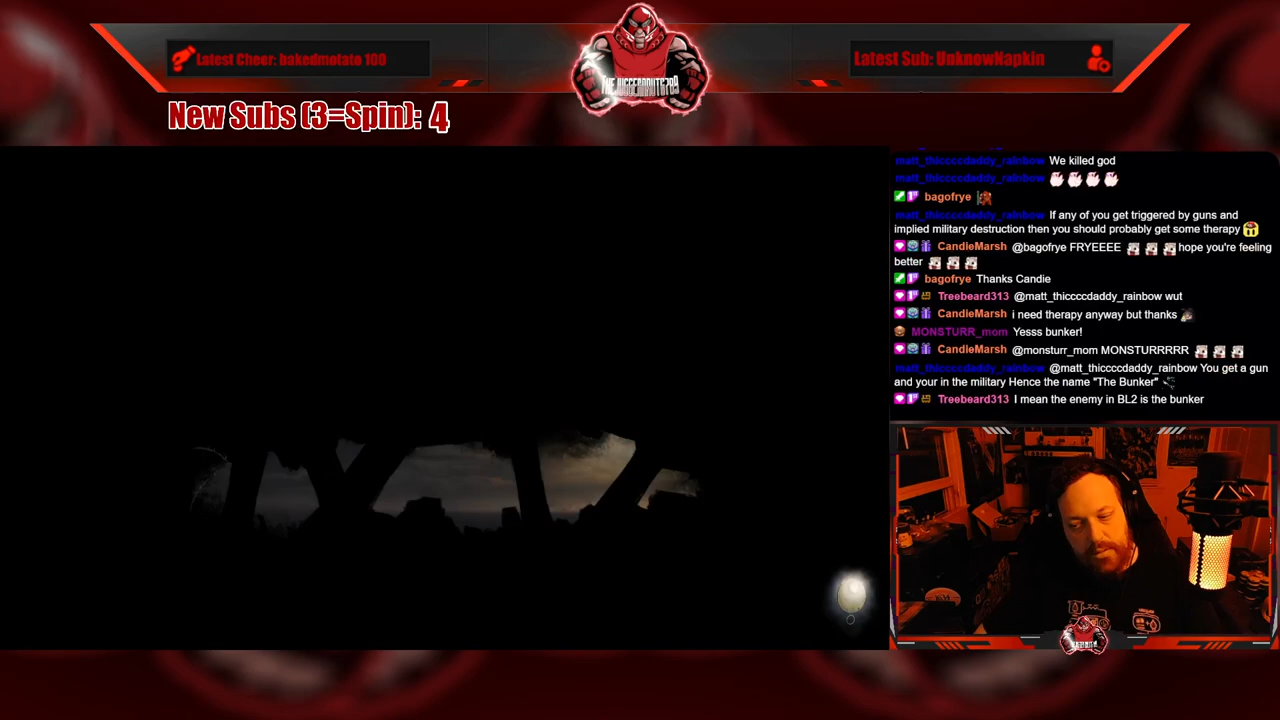 Latest Cheer: bakedmotato 100
THEJUGGERNAUT6789
Latest Sub: UnknowNapkin
New Subs (3=Spin): 4
matt_thiccccdaddy_rainbow We killed god
matt_thiccccdaddy_rainbow
bagofrye
matt_thiccccdaddy_rainbow If any of you get triggered by guns and
implied military destruction then you should probably get some therapy
CandieMarsh @bagofrye FRYEEEE hope you're feeling
better
bagofrye Thanks Candie
Treebeard313 @matt_thiccccdaddy_rainbow wut
CandieMarsh i need therapy anyway but thanks
MONSTURR_mom Yesss bunker!
CandieMarsh @monsturr_mom MONSTURRRRR
matt_thiccccdaddy_rainbow @matt_thiccccdaddy_rainbow You get a gun
and your in the military Hence the name "The Bunker"
Treebeard313 I mean the enemy in BL2 is the bunker